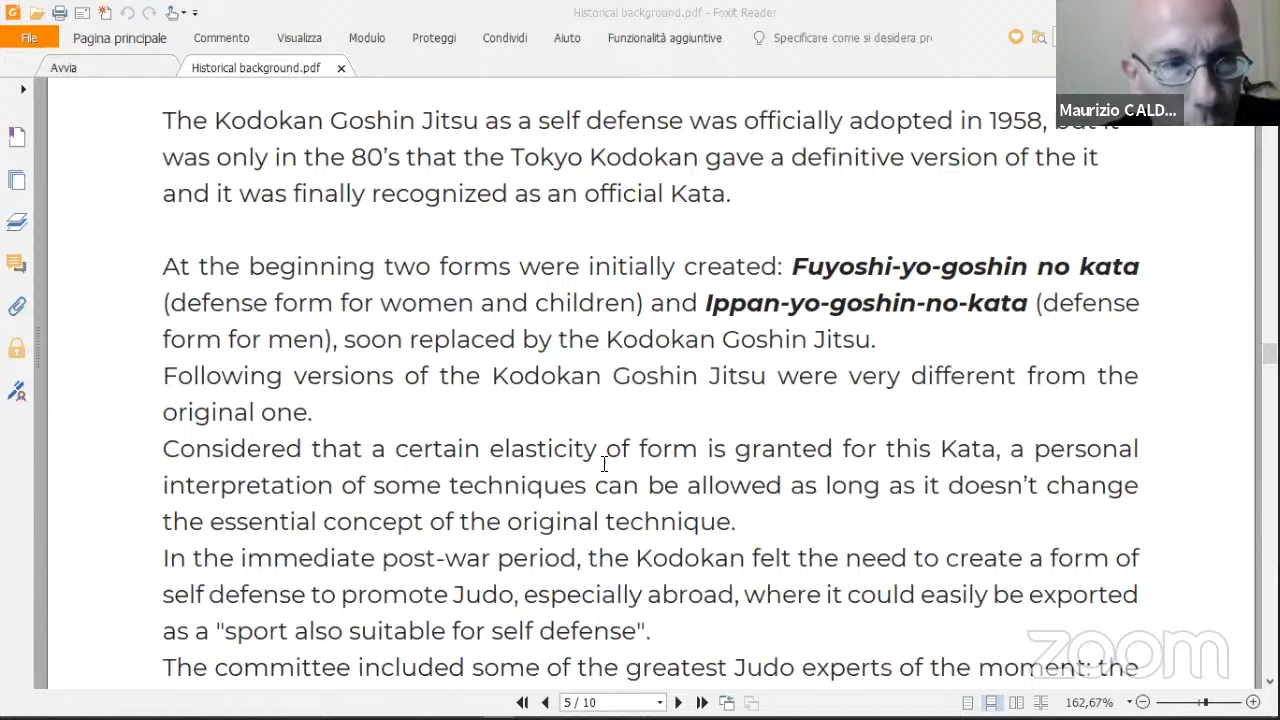 Historical background.pdf - Foxit Reader
File Pagina principale Commento Visualizza Modulo Proteggi Condividi Aiuto Funzionalità aggiuntive Specificare come si desidera
Avvia Historical background.pdf
Maurizio CALD...
The Kodokan Goshin Jitsu as a self defense was officially adopted in 1958, but it
was only in the 80's that the Tokyo Kodokan gave a definitive version of the it
and it was finally recognized as an official Kata.
At the beginning two forms were initially created: Fuyoshi-yo-goshin no kata
(defense form for women and children) and Ippan-yo-goshin-no-kata (defense
form for men), soon replaced by the Kodokan Goshin Jitsu.
Following versions of the Kodokan Goshin Jitsu were very different from the
original one.
Considered that a certain elasticity of form is granted for this Kata, a personal
interpretation of some techniques can be allowed as long as it doesn't change
the essential concept of the original technique.
In the immediate post-war period, the Kodokan felt the need to create a form of
self defense to promote Judo, especially abroad, where it could easily be exported
as a "sport also suitable for self defense".
The committee included some of the greatest Judo experts of the moment: the
zoom
5 / 10 162,67%